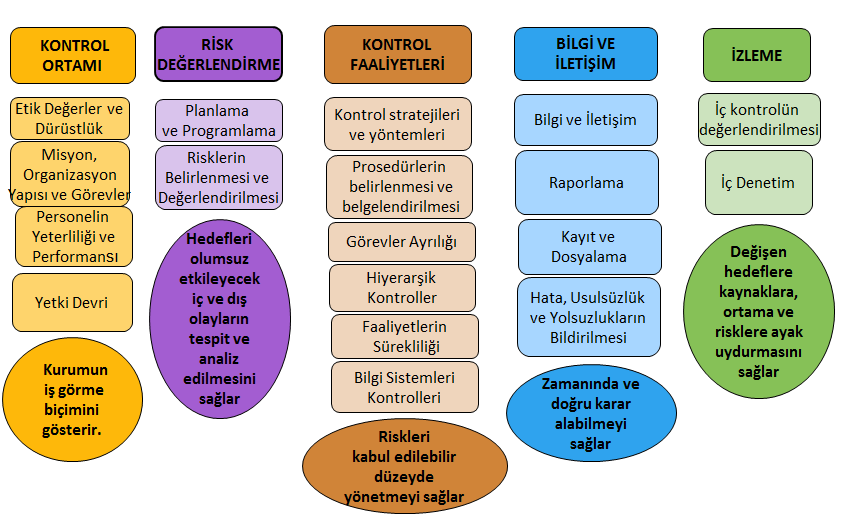 KONTROL
ORTAMI
Etik Değerler ve
Dürüstlük
Misyon,
Organizasyon
Yapısı ve Görevler
Personelin
Yeterliliği ve
Performansı
Yetki Devri
Kurumun
iş görme
biçimini
gösterir.
RİSK
DEĞERLENDİRME
Planlama
ve Programlama
Risklerin
Belirlenmesi ve
Değerlendirilmesi
Hedefleri
olumsuz
etkileyecek
iç ve dış
olayların
tespit ve
analiz
edilmesini
sağlar
KONTROL
FAALİYETLERİ
Kontrol stratejileri
ve yöntemleri
Prosedürlerin
belirlenmesi ve
belgelendirilmesi
Görevler Ayrılığı
Hiyerarşik
Kontroller
Faaliyetlerin
Sürekliliği
Bilgi Sistemleri
Kontrolleri
Riskleri
kabul edilebilir
düzeyde
yönetmeyi sağlar
BİLGİ VE
İLETİŞİM
Bilgi ve İletişim
Raporlama
Kayıt ve
Dosyalama
Hata, Usulsüzlük
ve Yolsuzlukların
Bildirilmesi
Zamanında ve
doğru karar
alabilmeyi
sağlar
İZLEME
İç kontrolün
değerlendirilmesi
İç Denetim
Değişen
hedeflere
kaynaklara,
ortama ve
risklere ayak
uydurmasını
sağlar